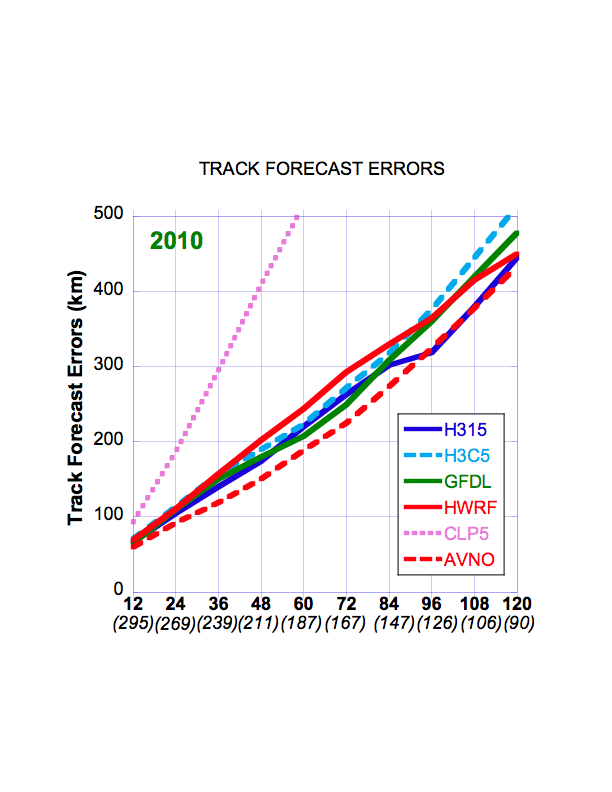 TRACK FORECAST ERRORS
2010
Track Forecast Errors (km)
500
400
300
200
100
0
H315
H3C5
GFDL
HWRF
CLP5
AVNO
12 24 36 48 60 72 84 96 108 120
(295) (269) (239) (211) (187) (167) (147) (126) (106) (90)